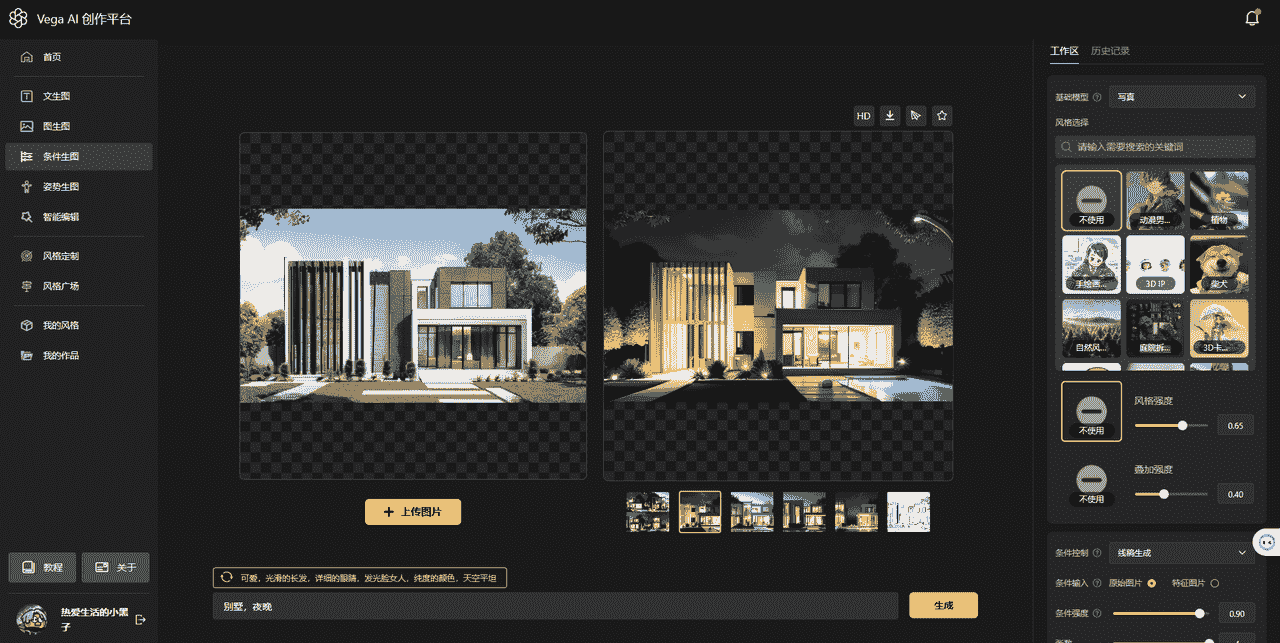 Vega AI 创作平台
首页
文生图
图生图
条件生图
姿势生图
智能编辑
风格定制
风格广场
我的风格
我的作品
教程
关于
热爱生活的小黑
子
HD
上传图片
可爱，光滑的长发，详细的眼睛，发光脸女人，纯度的颜色，天空平坦
别墅，夜晚
生成
工作区
历史记录
基础模型
写真
风格选择
请输入需要搜索的关键词
不使用
动漫男...
植物
手绘画...
3D IP
柴犬
自然风...
庭院拆...
3D卡...
不使用
风格强度
0.65
不使用
叠加强度
0.40
条件控制
线稿生成
条件输入
原始图片
特征图片
条件强度
0.90